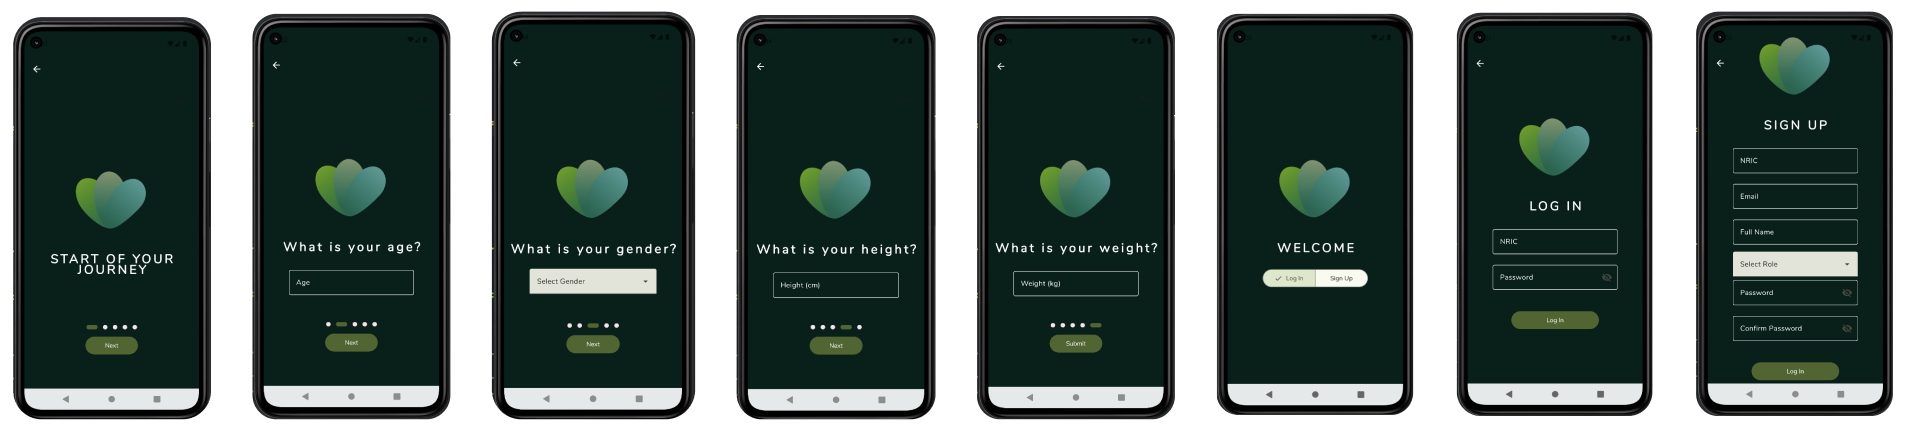 START OF YOUR
JOURNEY
Next
What is your age?
Age
Next
What is your gender?
Select Gender
Next
What is your height?
Height (cm)
Next
What is your weight?
Weight (kg)
Submit
WELCOME
Log In
Sign Up
LOG IN
NRIC
Password
Log In
SIGN UP
NRIC
Email
Full Name
Select Role
Password
Confirm Password
Log In